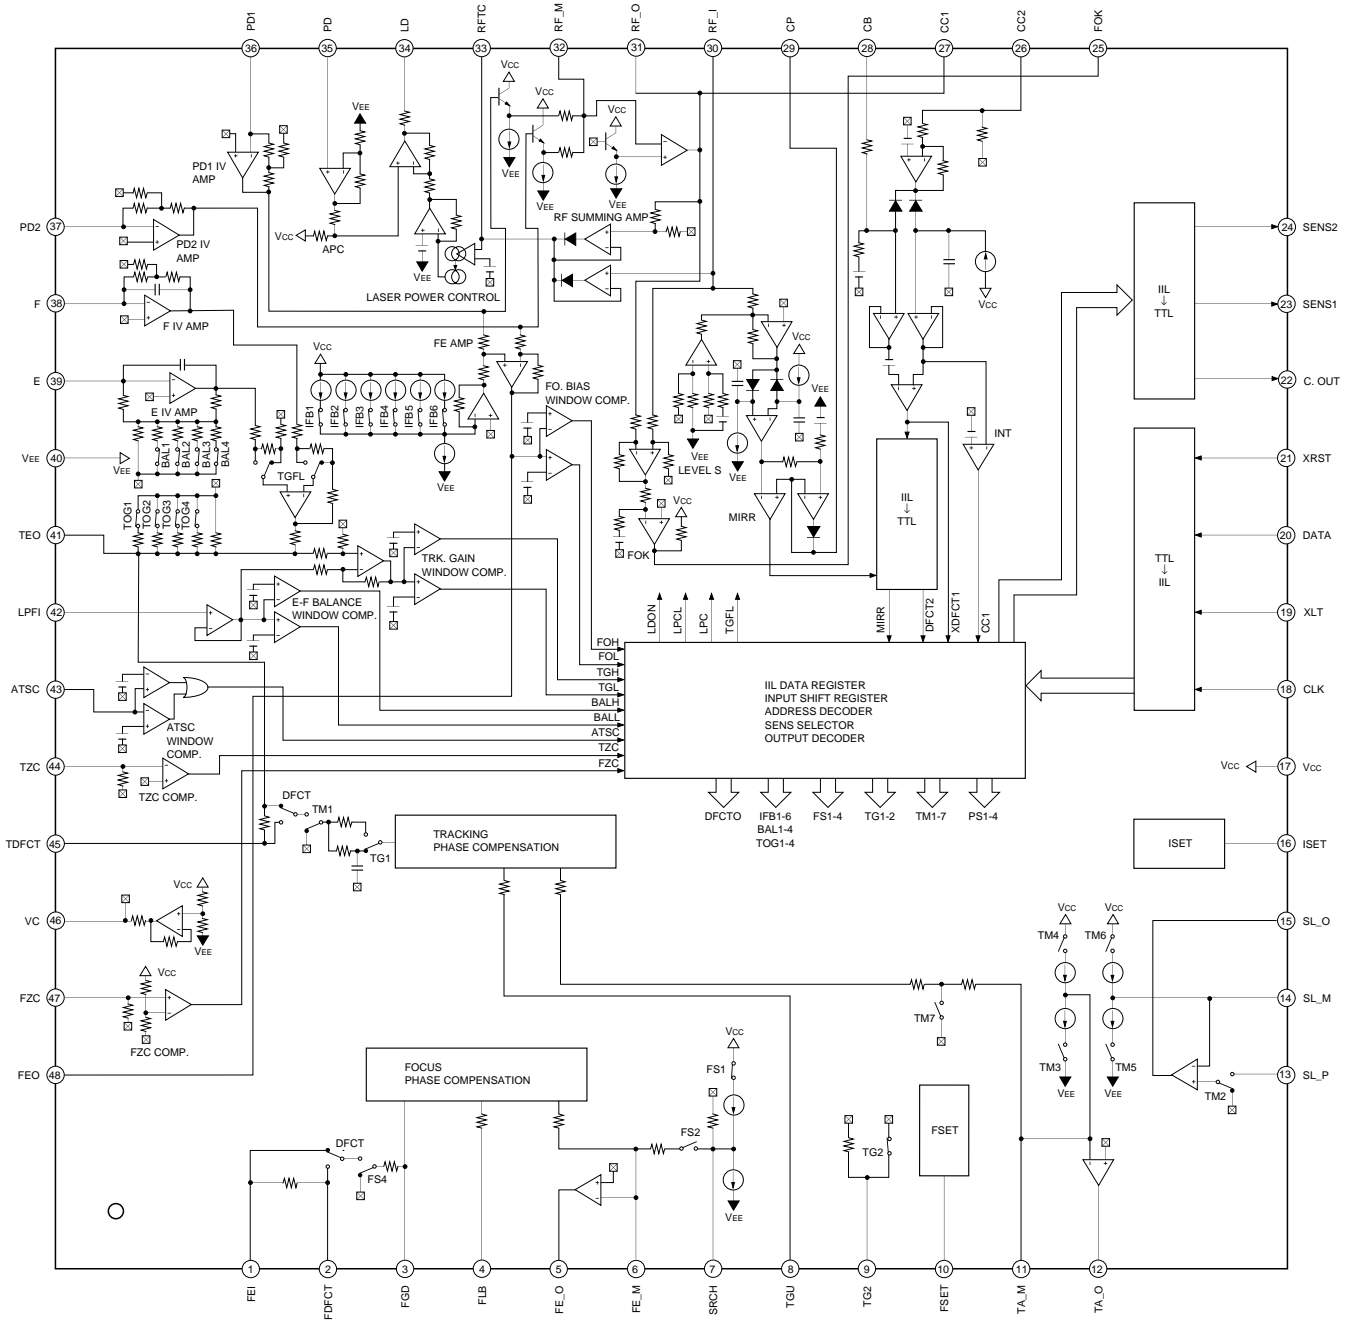 PD1
PD
LD
RFTC
RF_M
RF_O
RF_I
CP
CB
CC1
CC2
FOK
36
35
34
33
32
31
30
29
28
27
26
25
VCC
VCC
VCC
VEE
VEE
VEE
VEE
PD1 IV
AMP
VCC
APC
VEE
LASER POWER CONTROL
RF SUMMING AMP
VCC
PD2
37
PD2 IV
AMP
F
38
F IV AMP
E
39
E IV AMP
BAL1
BAL2
BAL3
BAL4
VEE
40
VEE
TOG1
TOG2
TOG3
TOG4
TGFL
VCC
IFB1
IFB2
IFB3
IFB4
IFB5
IFB6
VEE
FE AMP
FO. BIAS
WINDOW COMP.
VEE
LEVEL S
VCC
VEE
VEE
MIRR
VCC
FOK
IIL
↓
TTL
INT
IIL
↓
TTL
24
SENS2
23
SENS1
22
C. OUT
TTL
↓
IIL
21
XRST
20
DATA
19
XLT
18
CLK
TEO
41
TRK. GAIN
WINDOW COMP.
LPFI
42
E-F BALANCE
WINDOW COMP.
ATSC
43
ATSC
WINDOW
COMP.
TZC
44
TZC COMP.
LDON
LPCL
LPC
TGFL
MIRR
DFCT2
XDFCT1
CC1
FOH
FOL
TGH
TGL
BALH
BALL
ATSC
TZC
FZC
IIL DATA REGISTER
INPUT SHIFT REGISTER
ADDRESS DECODER
SENS SELECTOR
OUTPUT DECODER
VCC
17
VCC
DFCTO
IFB1-6
BAL1-4
TOG1-4
FS1-4
TG1-2
TM1-7
PS1-4
TDFCT
45
DFCT
TM1
TG1
TRACKING
PHASE COMPENSATION
ISET
16
ISET
VC
46
VCC
VEE
FZC
47
VCC
FZC COMP.
FEO
48
TM7
VCC
TM4
VCC
TM6
15
SL_O
14
SL_M
TM3
VEE
TM5
VEE
TM2
13
SL_P
FOCUS
PHASE COMPENSATION
VCC
FS1
FS2
VEE
DFCT
FS4
TG2
FSET
1
2
3
4
5
6
7
8
9
10
11
12
FEI
FDFCT
FGD
FLB
FE_O
FE_M
SRCH
TGU
TG2
FSET
TA_M
TA_O